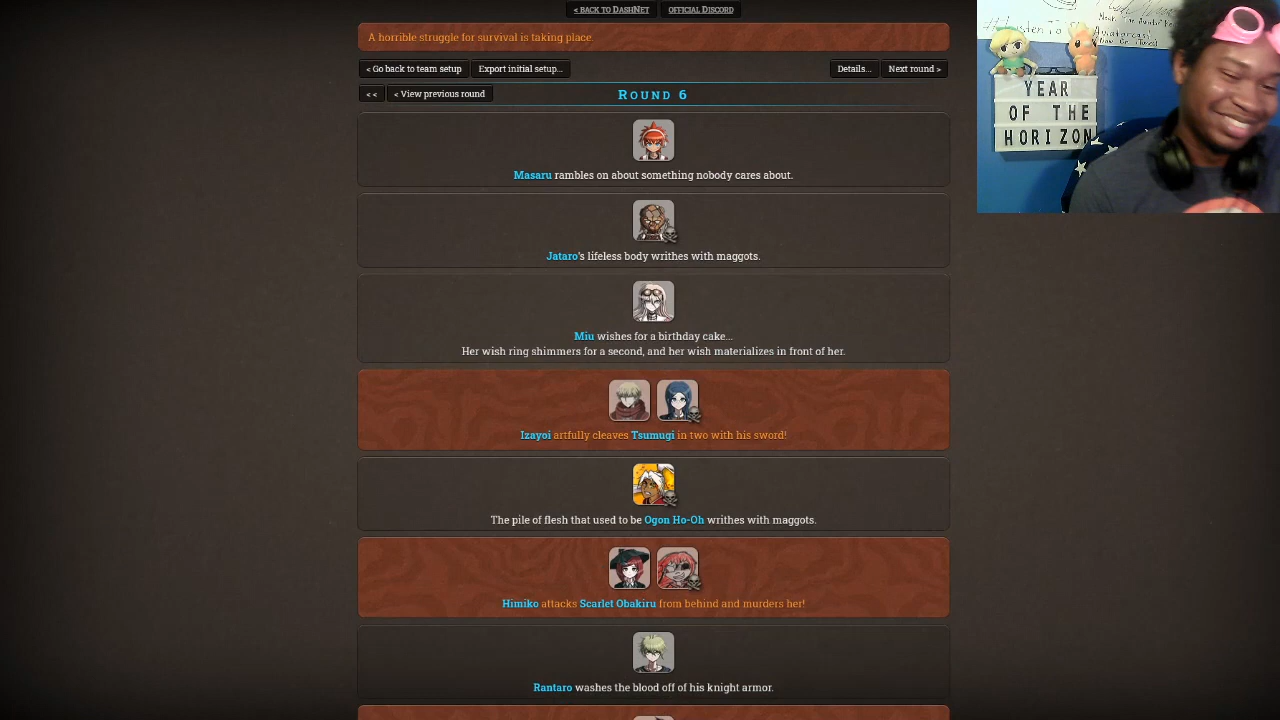 < BACK TO DASHNET
OFFICIAL DISCORD
A horrible struggle for survival is taking place.
< Go back to team setup
Export initial setup...
Details...
Next round >
< <
< View previous round
ROUND 6
Masaru rambles on about something nobody cares about.
Jataro's lifeless body writhes with maggots.
Miu wishes for a birthday cake...
Her wish ring shimmers for a second, and her wish materializes in front of her.
Izayoi artfully cleaves Tsumugi in two with his sword!
The pile of flesh that used to be Ogon Ho-Oh writhes with maggots.
Himiko attacks Scarlet Obakiru from behind and murders her!
Rantaro washes the blood off of his knight armor.
YEAR
OF THE
HORIZON